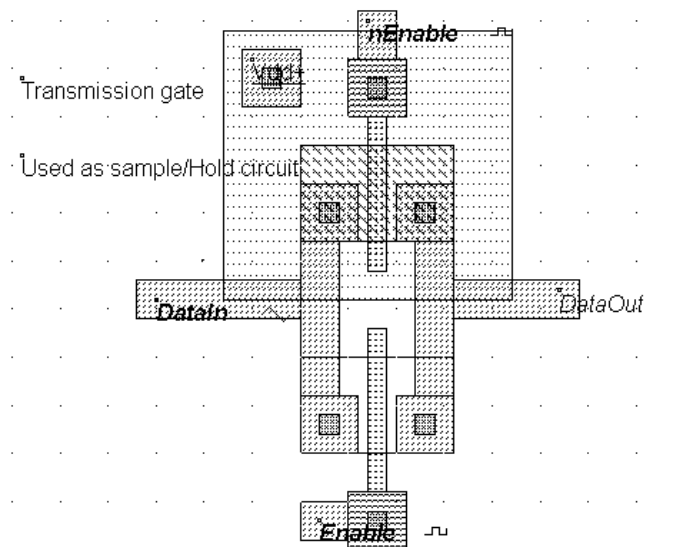 nEnable
Vdd+
Transmission gate
Used as sample/Hold circuit
DataIn
DataOut
Enable